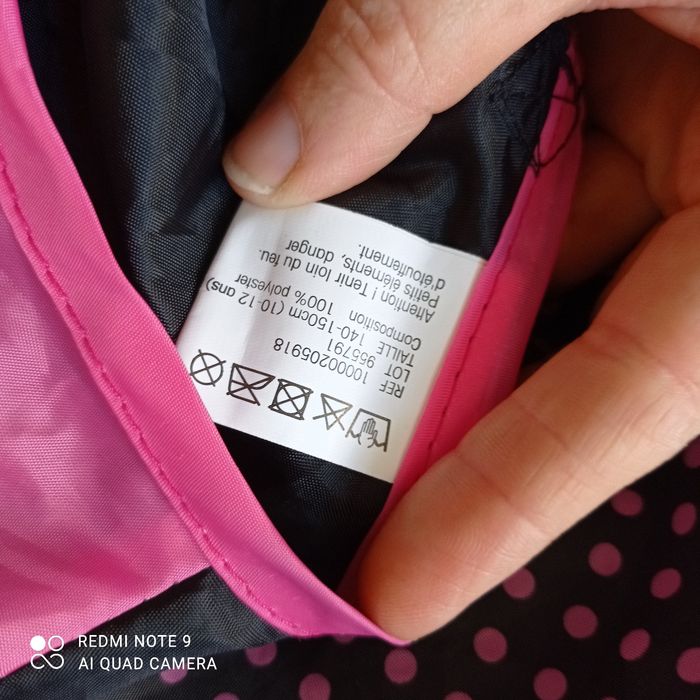 REF 10000205918
LOT 955791
TAILLE 140-150cm (10-12 ans)
Composition 100% polyester
Attention ! Tenir loin du feu.
Petits éléments, danger
d'étouffement.
REDMI NOTE 9
AI QUAD CAMERA